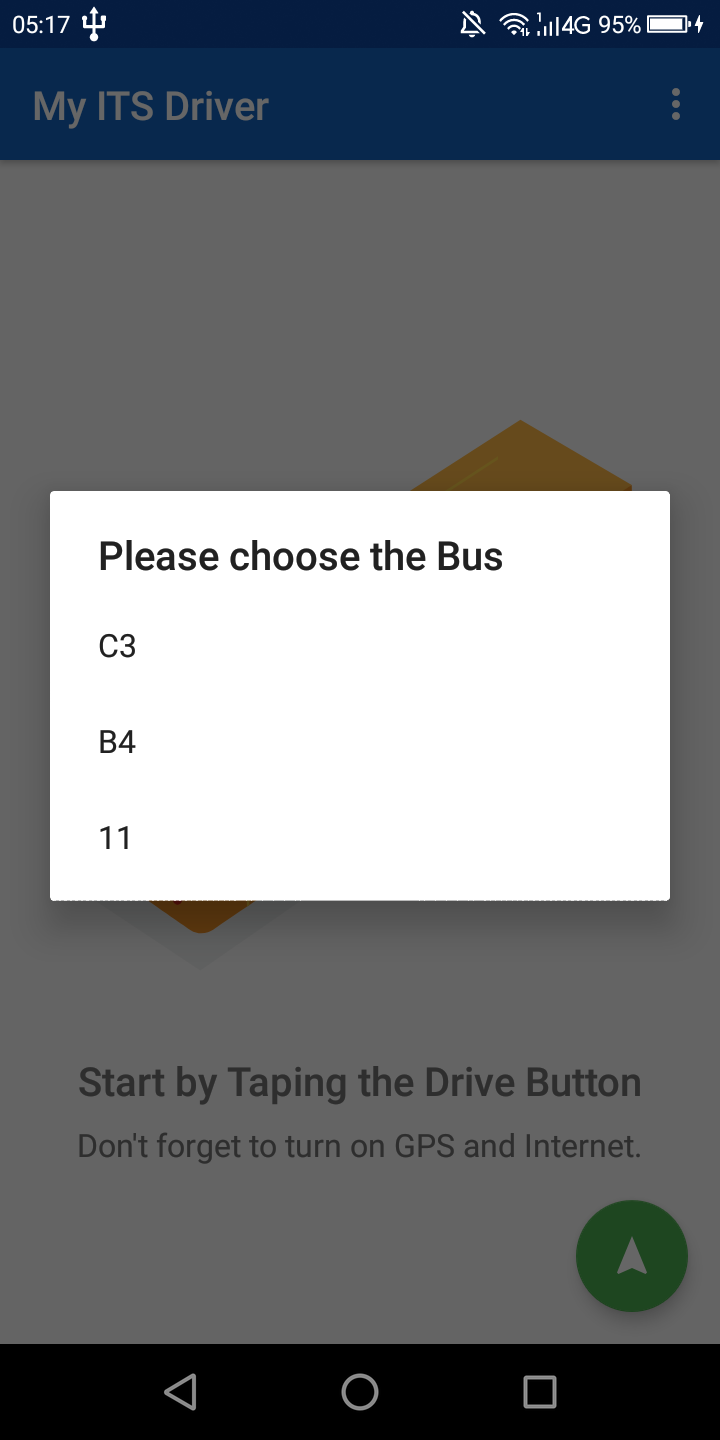 05:17 4G 95%
My ITS Driver
Please choose the Bus
C3
B4
11
Start by Taping the Drive Button
Don't forget to turn on GPS and Internet.